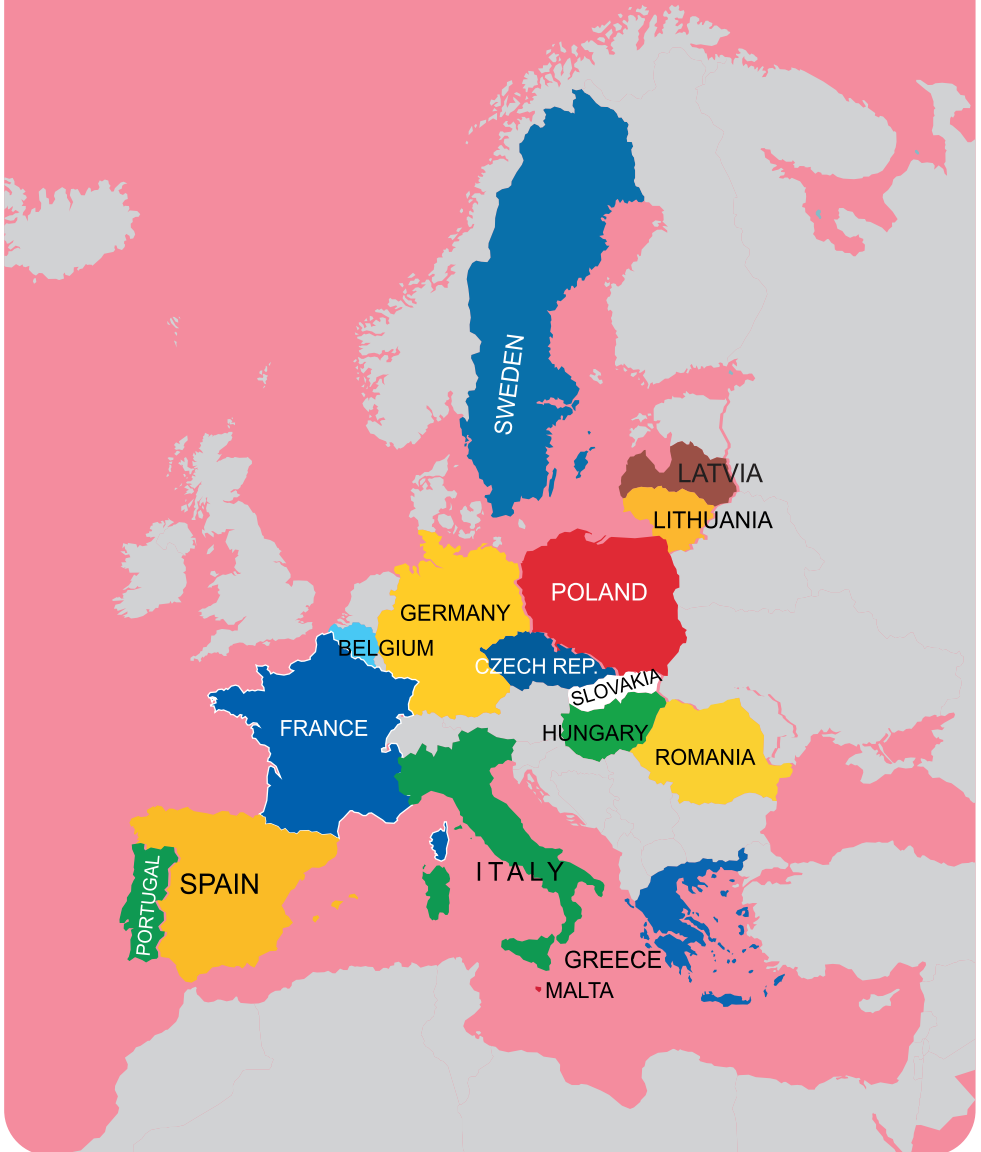 SWEDEN
LATVIA
LITHUANIA
POLAND
GERMANY
BELGIUM
CZECH REP.
SLOVAKIA
FRANCE
HUNGARY
ROMANIA
ITALY
SPAIN
PORTUGAL
GREECE
MALTA